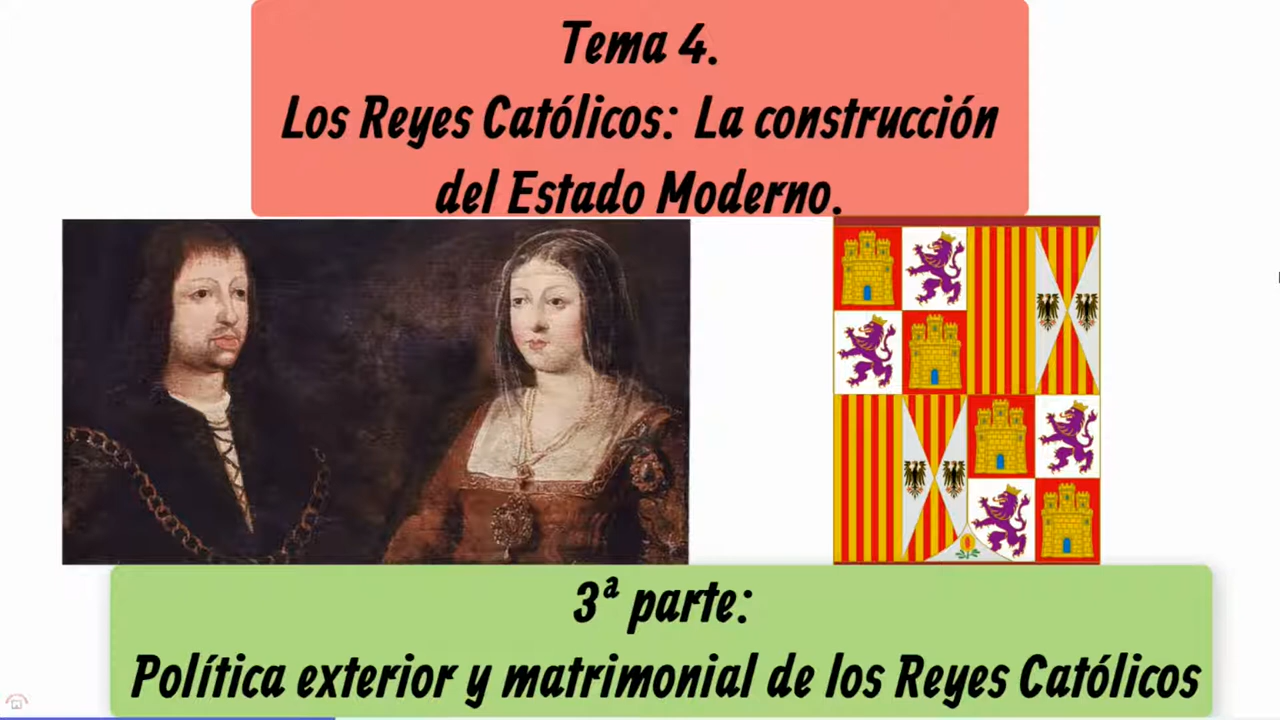 Tema 4.
Los Reyes Católicos: La construcción
del Estado Moderno.
3ª parte:
Política exterior y matrimonial de los Reyes Católicos